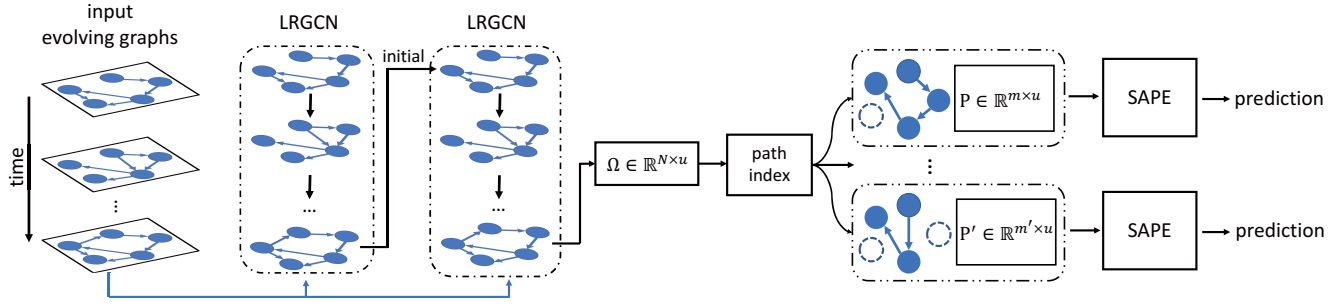 input
evolving graphs
time
...
LRGCN
...
initial
LRGCN
...
Ω ∈ ℝ^{N×u}
path
index
P ∈ ℝ^{m×u}
SAPE
prediction
...
P′ ∈ ℝ^{m′×u}
SAPE
prediction